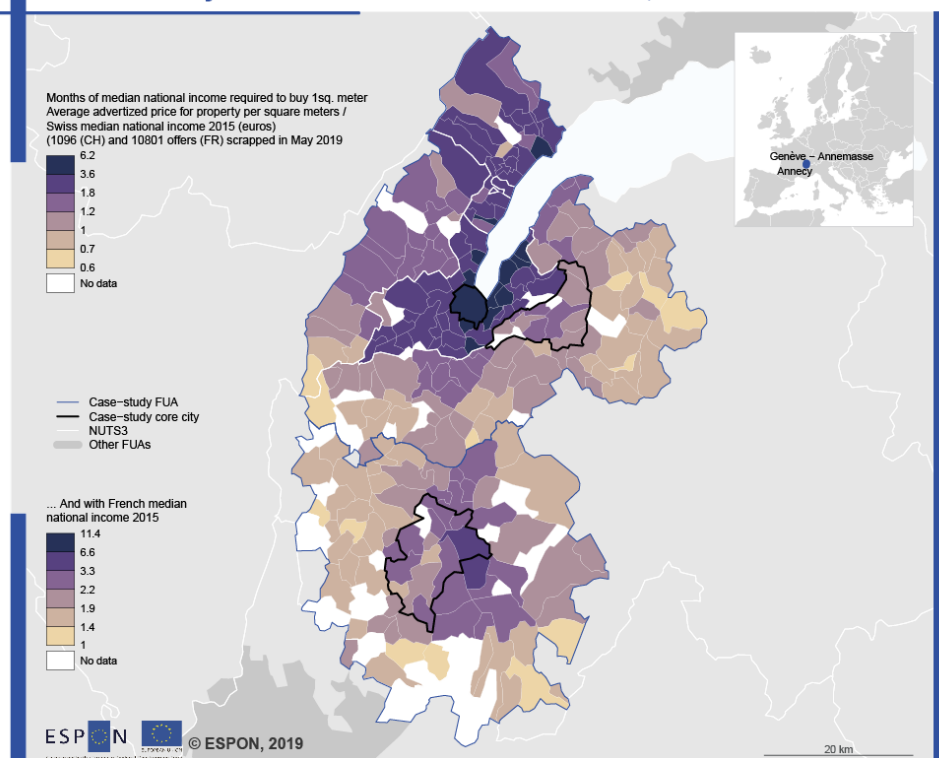 Months of median national income required to buy 1sq. meter
Average advertized price for property per square meters /
Swiss median national income 2015 (euros)
(1096 (CH) and 10801 offers (FR) scrapped in May 2019
6.2
3.6
1.8
1.2
1
0.7
0.6
No data
Genève – Annemasse
Annecy
Case−study FUA
Case−study core city
NUTS3
Other FUAs
... And with French median
national income 2015
11.4
6.6
3.3
2.2
1.9
1.4
1
No data
ESPON
© ESPON, 2019
20 km